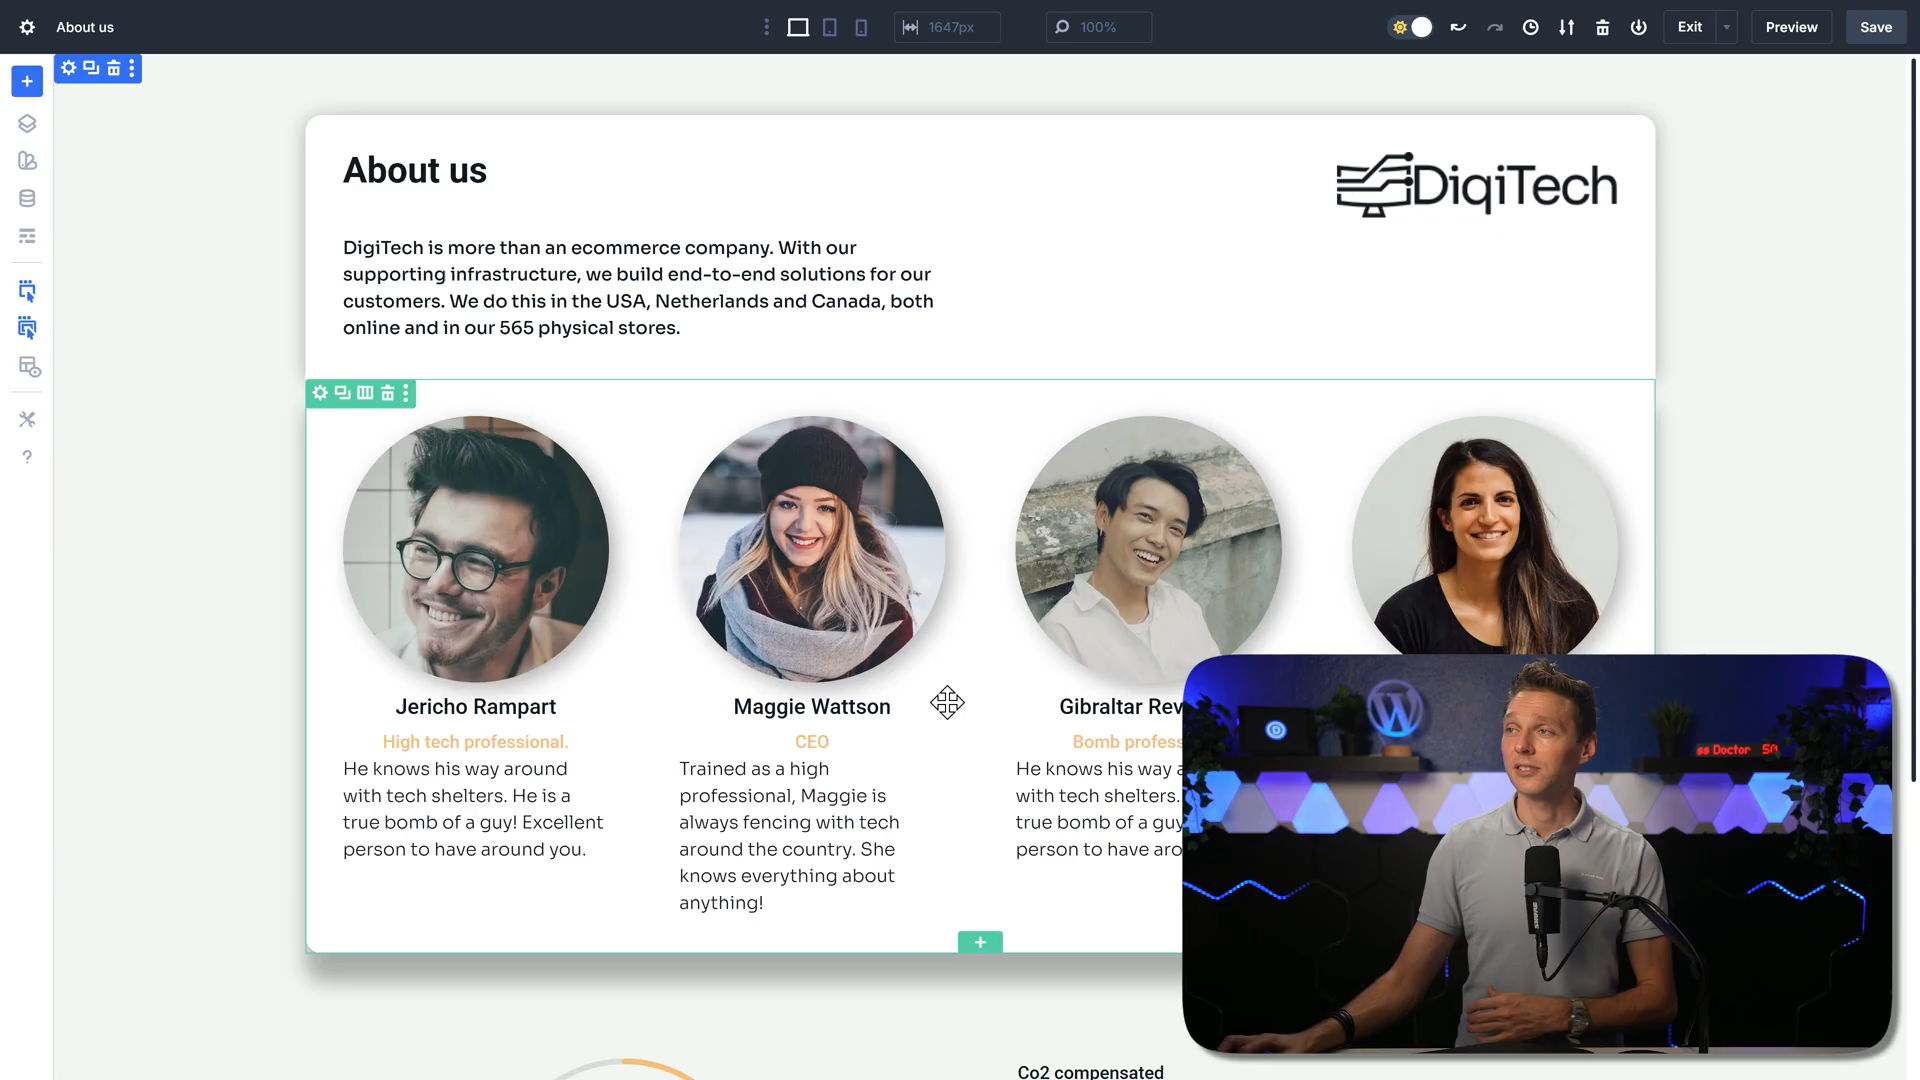 About us
1647px
100%
Exit
Preview
Save
About us
DiqiTech
DigiTech is more than an ecommerce company. With our
supporting infrastructure, we build end-to-end solutions for our
customers. We do this in the USA, Netherlands and Canada, both
online and in our 565 physical stores.
Jericho Rampart
High tech professional.
He knows his way around
with tech shelters. He is a
true bomb of a guy! Excellent
person to have around you.
Maggie Wattson
CEO
Trained as a high
professional, Maggie is
always fencing with tech
around the country. She
knows everything about
anything!
Gibraltar Rev
Bomb profess
He knows his way a
with tech shelters.
true bomb of a guy
person to have aro
ss Doctor 50
SHURE
Co2 compensated